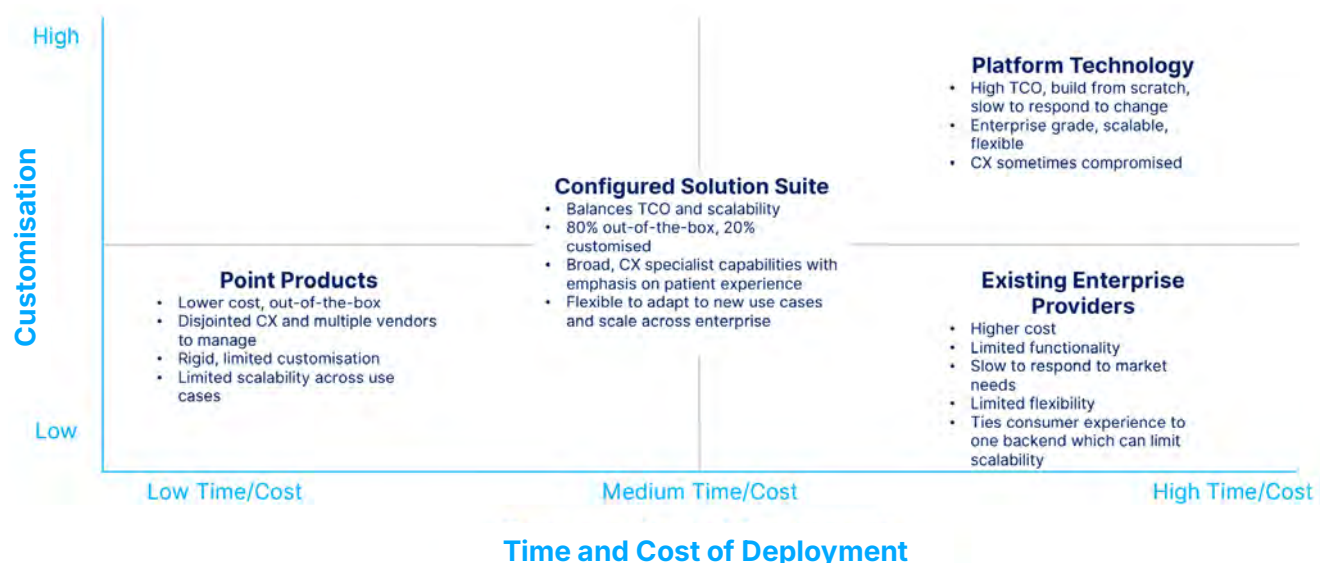 High
Customisation
Low
Platform Technology
• High TCO, build from scratch,
slow to respond to change
• Enterprise grade, scalable,
flexible
• CX sometimes compromised
Configured Solution Suite
• Balances TCO and scalability
• 80% out-of-the-box, 20%
customised
• Broad, CX specialist capabilities with
emphasis on patient experience
• Flexible to adapt to new use cases
and scale across enterprise
Point Products
• Lower cost, out-of-the-box
• Disjointed CX and multiple vendors
to manage
• Rigid, limited customisation
• Limited scalability across use
cases
Existing Enterprise
Providers
• Higher cost
• Limited functionality
• Slow to respond to market
needs
• Limited flexibility
• Ties consumer experience to
one backend which can limit
scalability
Low Time/Cost
Medium Time/Cost
High Time/Cost
Time and Cost of Deployment